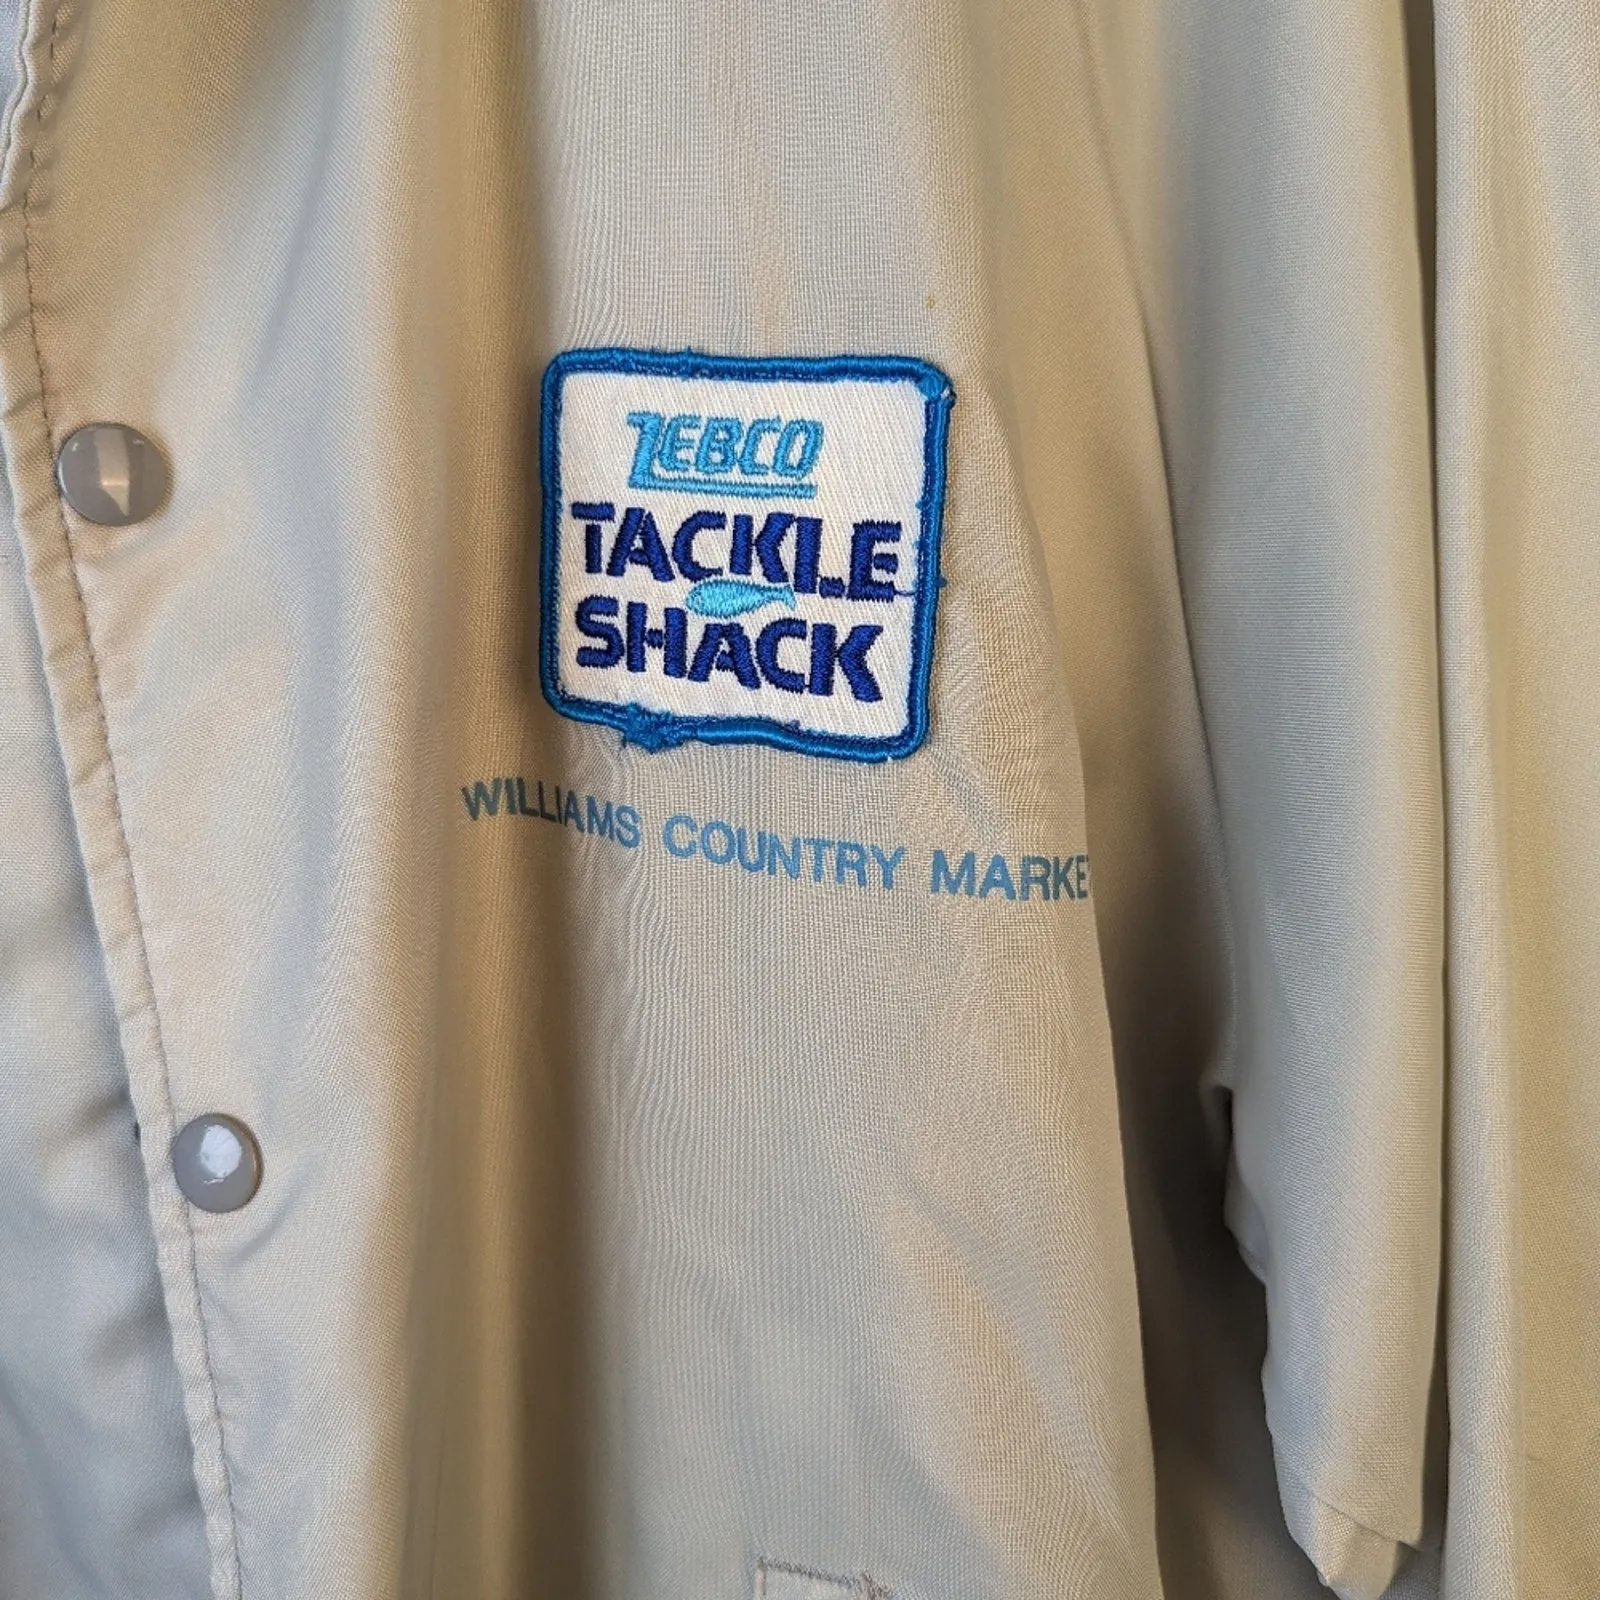 ZEBCO
TACKLE
SHACK
WILLIAMS COUNTRY MARKE